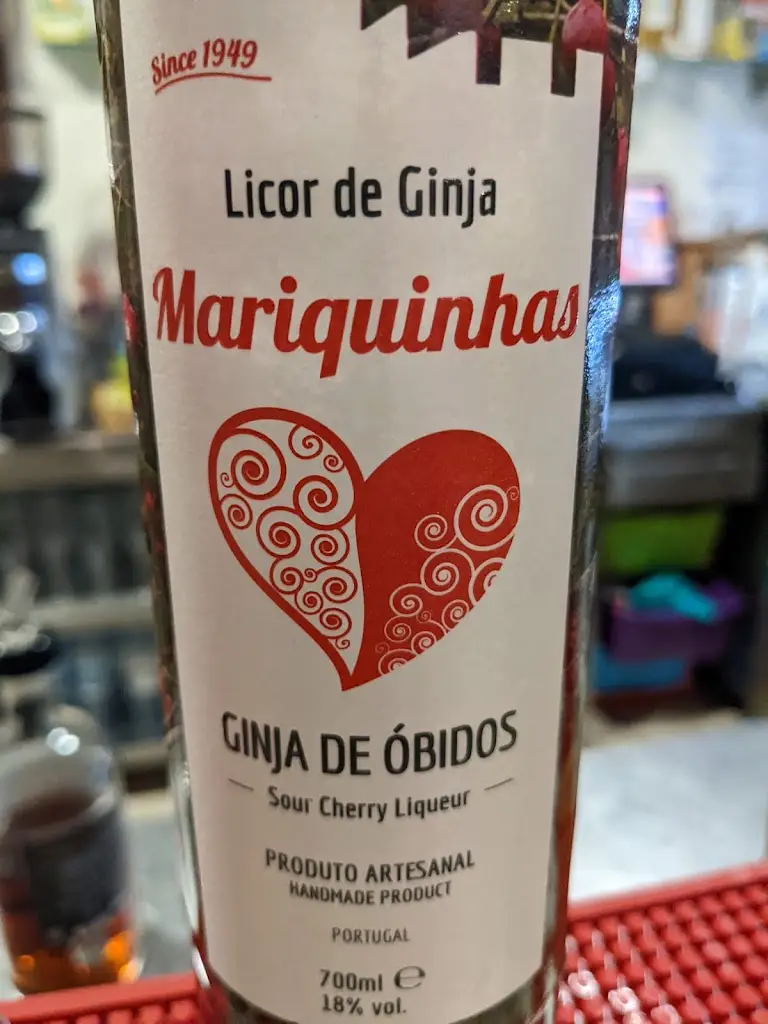 Since 1949
Licor de Ginja
Mariquinhas
GINJA DE ÓBIDOS
Sour Cherry Liqueur
PRODUTO ARTESANAL
HANDMADE PRODUCT
PORTUGAL
700ml ℮
18% vol.